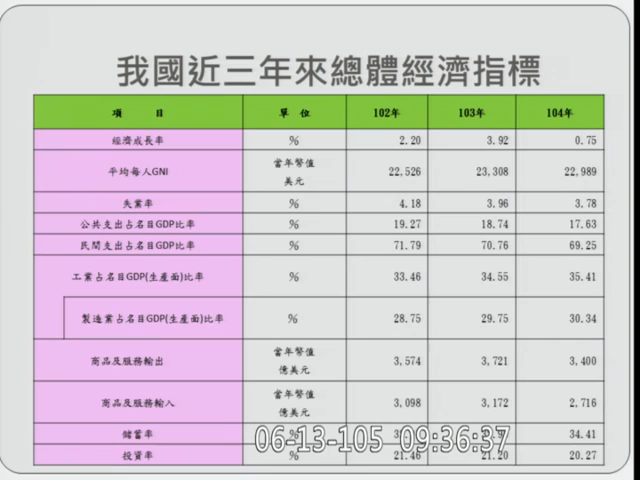 我國近三年來總體經濟指標
項 目 單 位 102年 103年 104年
經濟成長率 % 2.20 3.92 0.75
平均每人GNI 當年幣值 美元 22,526 23,308 22,989
失業率 % 4.18 3.96 3.78
公共支出占名目GDP比率 % 19.27 18.74 17.63
民間支出占名目GDP比率 % 71.79 70.76 69.25
工業占名目GDP(生產面)比率 % 33.46 34.55 35.41
製造業占名目GDP(生產面)比率 % 28.75 29.75 30.34
商品及服務輸出 當年幣值 億美元 3,574 3,721 3,400
商品及服務輸入 當年幣值 億美元 3,098 3,172 2,716
儲蓄率 % 34.41
06-13-105 09:36:37
投資率 % 21.46 21.20 20.27